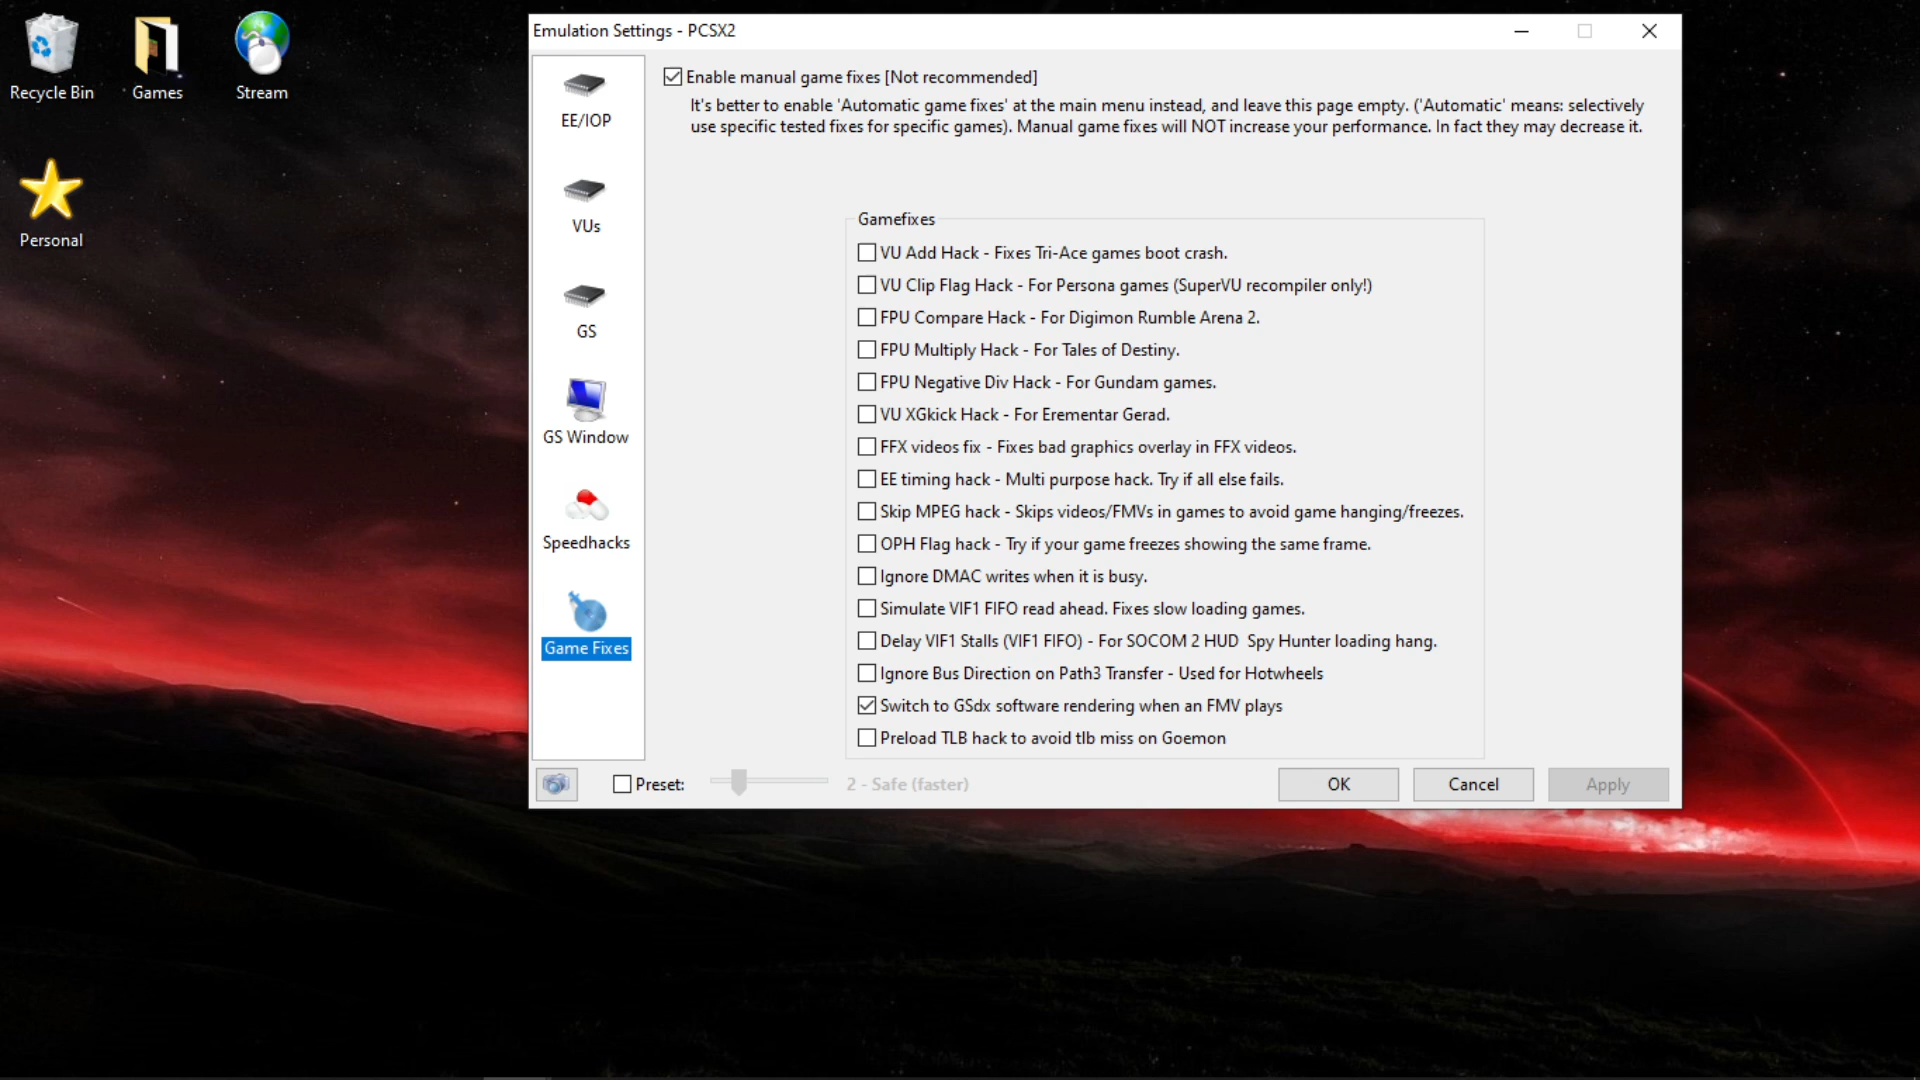 Recycle Bin
Games
Stream
Personal
Emulation Settings - PCSX2
EE/IOP
VUs
GS
GS Window
Speedhacks
Game Fixes
Enable manual game fixes [Not recommended]
It's better to enable 'Automatic game fixes' at the main menu instead, and leave this page empty. ('Automatic' means: selectively
use specific tested fixes for specific games). Manual game fixes will NOT increase your performance. In fact they may decrease it.
Gamefixes
VU Add Hack - Fixes Tri-Ace games boot crash.
VU Clip Flag Hack - For Persona games (SuperVU recompiler only!)
FPU Compare Hack - For Digimon Rumble Arena 2.
FPU Multiply Hack - For Tales of Destiny.
FPU Negative Div Hack - For Gundam games.
VU XGkick Hack - For Erementar Gerad.
FFX videos fix - Fixes bad graphics overlay in FFX videos.
EE timing hack - Multi purpose hack. Try if all else fails.
Skip MPEG hack - Skips videos/FMVs in games to avoid game hanging/freezes.
OPH Flag hack - Try if your game freezes showing the same frame.
Ignore DMAC writes when it is busy.
Simulate VIF1 FIFO read ahead. Fixes slow loading games.
Delay VIF1 Stalls (VIF1 FIFO) - For SOCOM 2 HUD  Spy Hunter loading hang.
Ignore Bus Direction on Path3 Transfer - Used for Hotwheels
Switch to GSdx software rendering when an FMV plays
Preload TLB hack to avoid tlb miss on Goemon
Preset:
2 - Safe (faster)
OK
Cancel
Apply